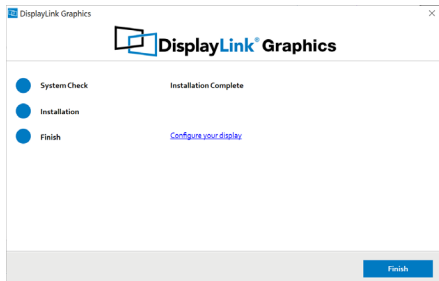 DisplayLink Graphics
DisplayLink® Graphics
System Check
Installation Complete
Installation
Finish
Configure your display
Finish